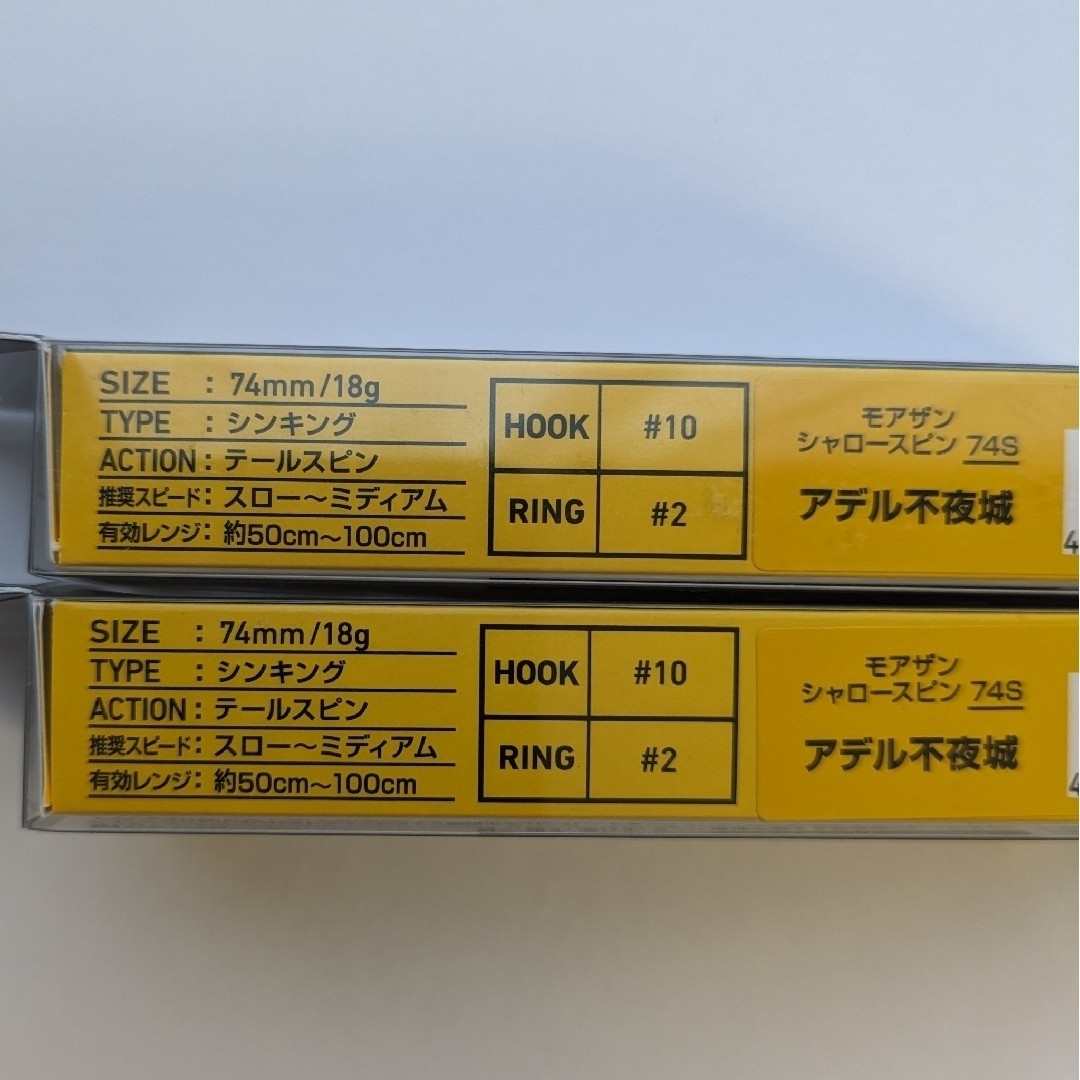 SIZE : 74mm/18g
TYPE : シンキング
ACTION : テールスピン
推奨スピード : スロー〜ミディアム
有効レンジ : 約50cm〜100cm
HOOK #10
RING #2
モアザン
シャロースピン 74S
アデル不夜城
4
SIZE : 74mm/18g
TYPE : シンキング
ACTION : テールスピン
推奨スピード : スロー〜ミディアム
有効レンジ : 約50cm〜100cm
HOOK #10
RING #2
モアザン
シャロースピン 74S
アデル不夜城
4